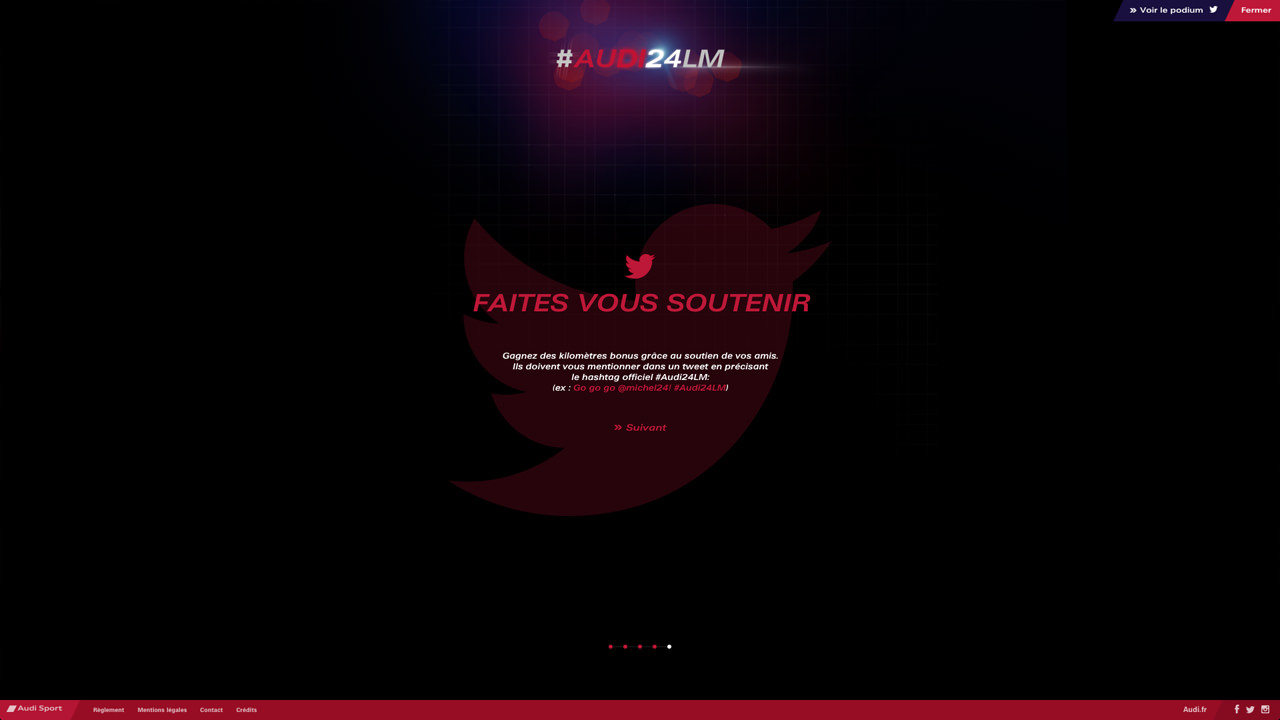 Voir le podium
Fermer
#AUDI24LM
FAITES VOUS SOUTENIR
Gagnez des kilomètres bonus grâce au soutien de vos amis.
Ils doivent vous mentionner dans un tweet en précisant
le hashtag officiel #Audi24LM:
(ex : Go go go @michel24! #Audi24LM)
» Suivant
Audi Sport
Règlement
Mentions légales
Contact
Crédits
Audi.fr